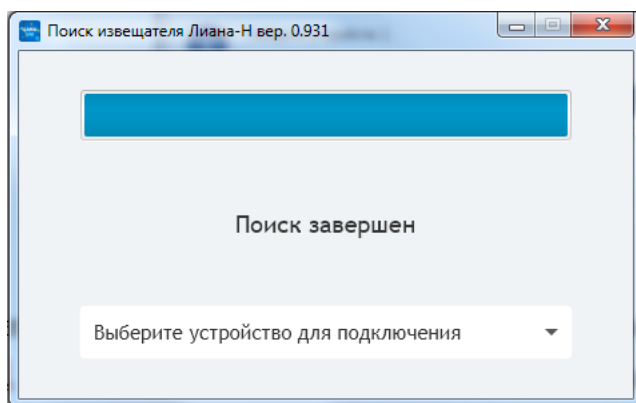 Поиск извещателя Лиана-Н вер. 0.931
Поиск завершен
Выберите устройство для подключения